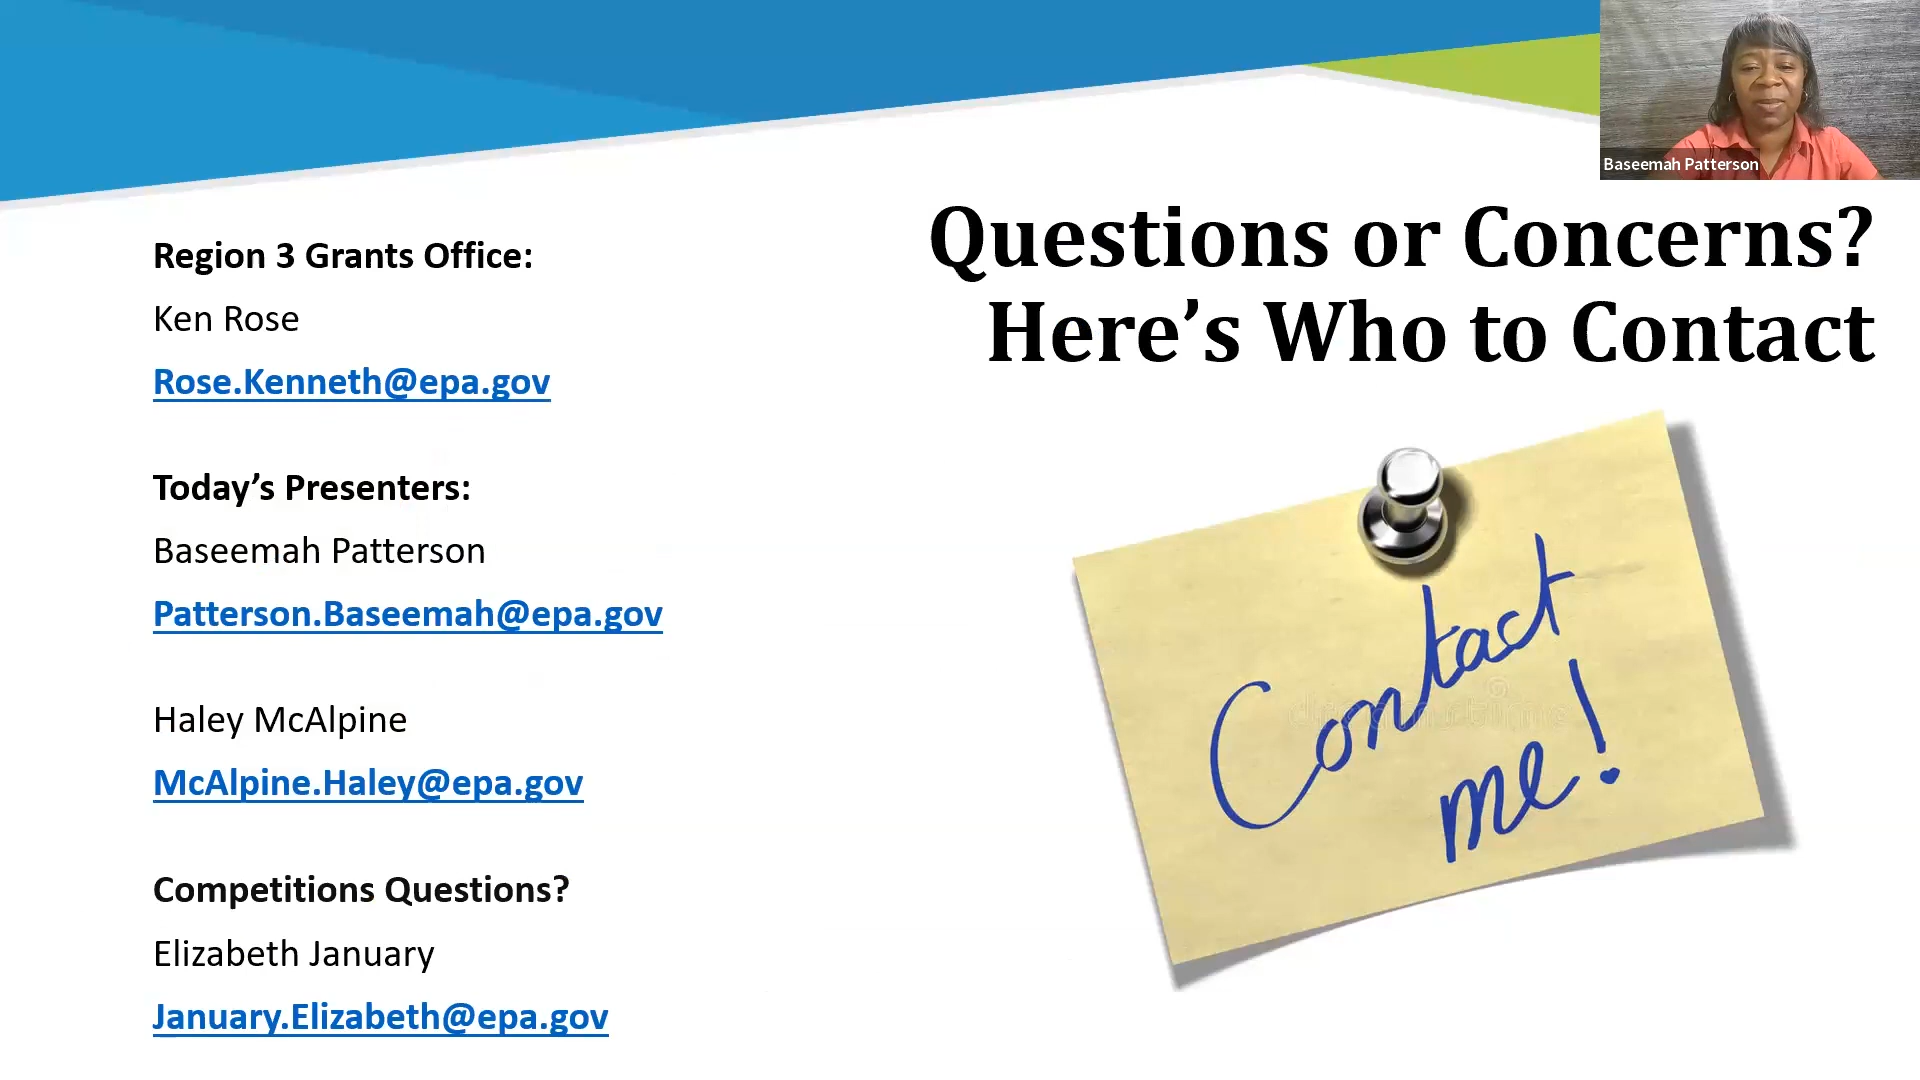 Baseemah Patterson
Questions or Concerns?
Here’s Who to Contact
Region 3 Grants Office:
Ken Rose
Rose.Kenneth@epa.gov
Today’s Presenters:
Baseemah Patterson
Patterson.Baseemah@epa.gov
Haley McAlpine
McAlpine.Haley@epa.gov
Competitions Questions?
Elizabeth January
January.Elizabeth@epa.gov
Contact
me!